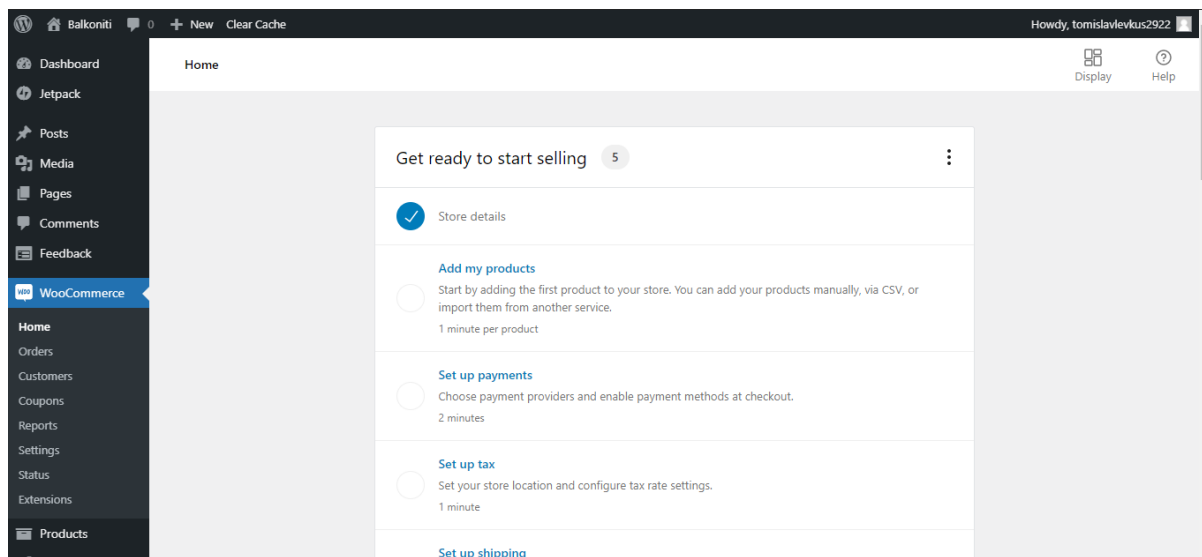 Balkoniti 0 New Clear Cache Howdy, tomislavlevkus2922
Dashboard
Jetpack
Posts
Media
Pages
Comments
Feedback
WooCommerce
Home
Orders
Customers
Coupons
Reports
Settings
Status
Extensions
Products
Home
Display
Help
Get ready to start selling 5
Store details
Add my products
Start by adding the first product to your store. You can add your products manually, via CSV, or
import them from another service.
1 minute per product
Set up payments
Choose payment providers and enable payment methods at checkout.
2 minutes
Set up tax
Set your store location and configure tax rate settings.
1 minute
Set up shipping